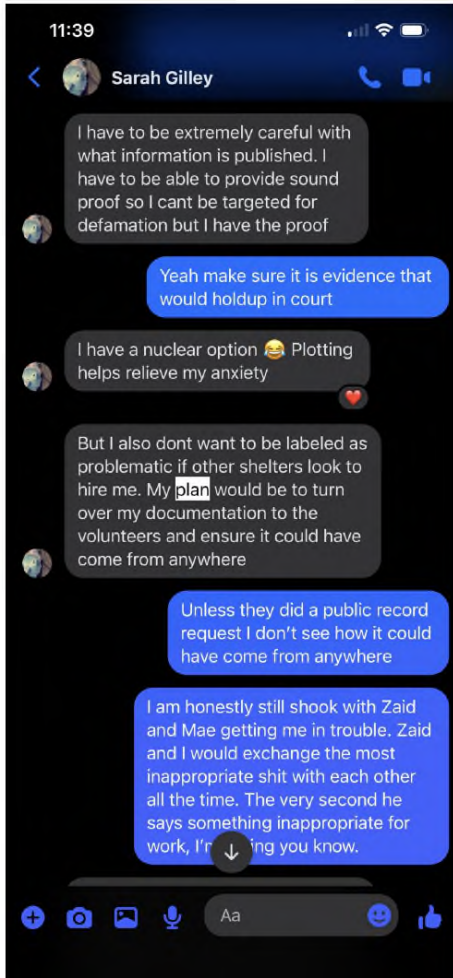 11:39
Sarah Gilley
I have to be extremely careful with
what information is published. I
have to be able to provide sound
proof so I cant be targeted for
defamation but I have the proof
Yeah make sure it is evidence that
would holdup in court
I have a nuclear option 😂 Plotting
helps relieve my anxiety
But I also dont want to be labeled as
problematic if other shelters look to
hire me. My plan would be to turn
over my documentation to the
volunteers and ensure it could have
come from anywhere
Unless they did a public record
request I don’t see how it could
have come from anywhere
I am honestly still shook with Zaid
and Mae getting me in trouble. Zaid
and I would exchange the most
inappropriate shit with each other
all the time. The very second he
says something inappropriate for
work, you know.
Aa